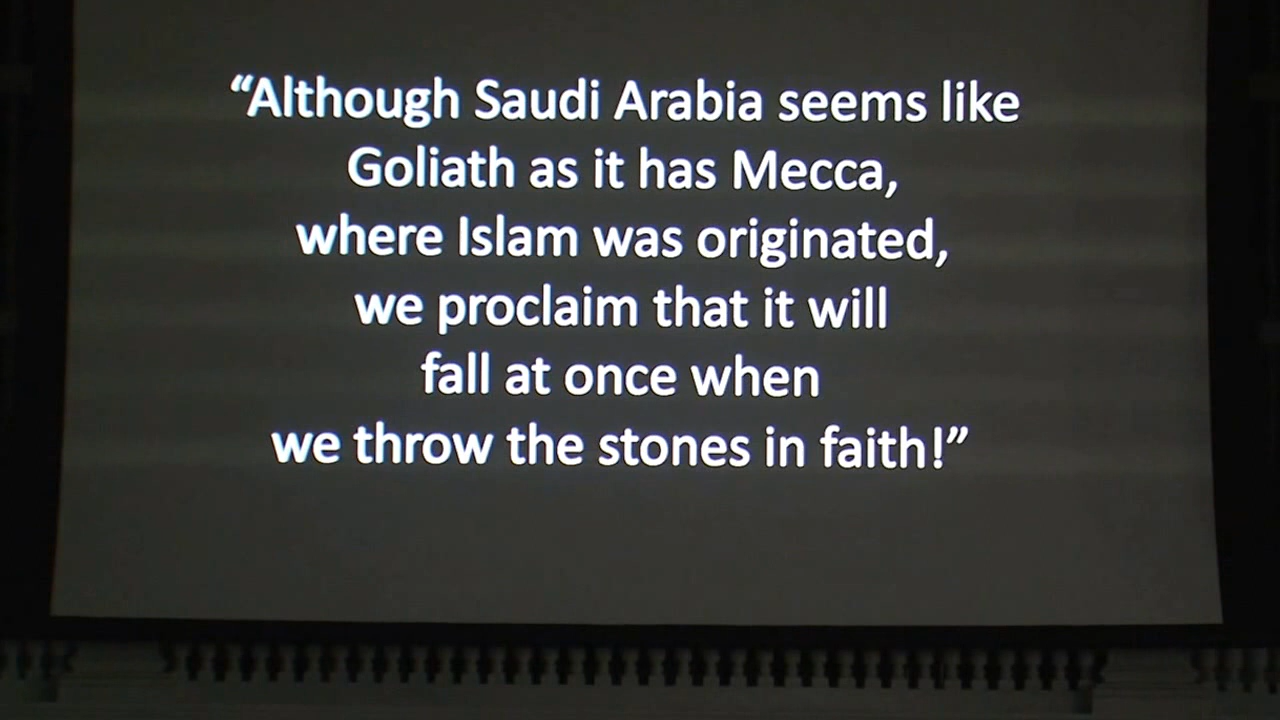 “Although Saudi Arabia seems like
Goliath as it has Mecca,
where Islam was originated,
we proclaim that it will
fall at once when
we throw the stones in faith!”